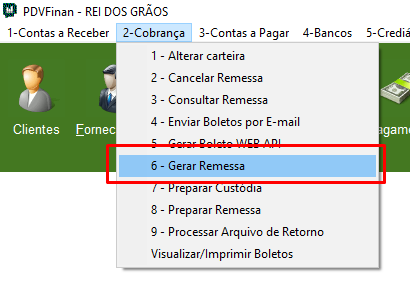 PDVFinan - REI DOS GRÃOS
1-Contas a Receber 2-Cobrança 3-Contas a Pagar 4-Bancos 5-Crediá
Clientes
Fornec
agam
1 - Alterar carteira
2 - Cancelar Remessa
3 - Consultar Remessa
4 - Enviar Boletos por E-mail
5 - Gerar Boleto WEB API
6 - Gerar Remessa
7 - Preparar Custódia
8 - Preparar Remessa
9 - Processar Arquivo de Retorno
Visualizar/Imprimir Boletos